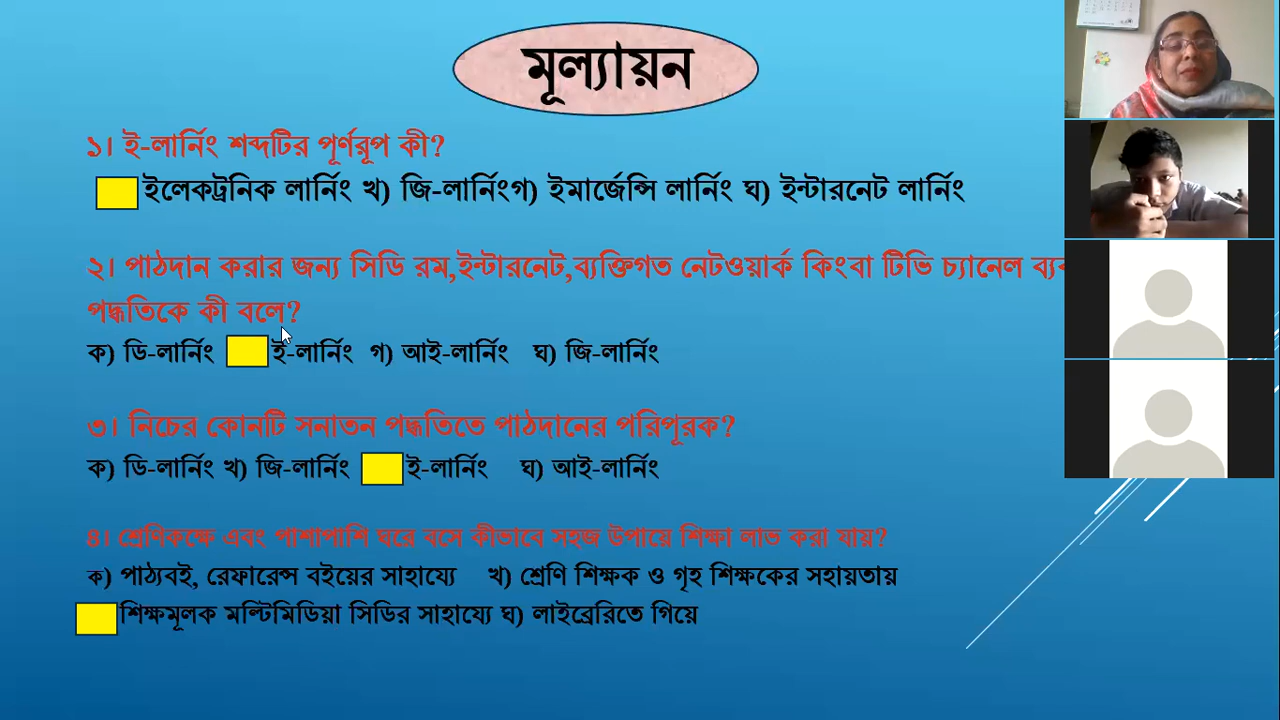 মূল্যায়ন
১। ই-লার্নিং শব্দটির পূর্ণরূপ কী?
ইলেকট্রনিক লার্নিং খ) জি-লার্নিংগ) ইমার্জেন্সি লার্নিং ঘ) ইন্টারনেট লার্নিং
২। পাঠদান করার জন্য সিডি রম,ইন্টারনেট,ব্যক্তিগত নেটওয়ার্ক কিংবা টিভি চ্যানেল
পদ্ধতিকে কী বলে?
ক) ডি-লার্নিং ই-লার্নিং গ) আই-লার্নিং ঘ) জি-লার্নিং
৩। নিচের কোনটি সনাতন পদ্ধতিতে পাঠদানের পরিপূরক?
ক) ডি-লার্নিং খ) জি-লার্নিং ই-লার্নিং ঘ) আই-লার্নিং
৪। শ্রেণিকক্ষে এবং পাশাপাশি ঘরে বসে কীভাবে সহজ উপায়ে শিক্ষা লাভ করা যায়?
ক) পাঠ্যবই, রেফারেন্স বইয়ের সাহায্যে খ) শ্রেণি শিক্ষক ও গৃহ শিক্ষকের সহায়তায়
শিক্ষমূলক মল্টিমিডিয়া সিডির সাহায্যে ঘ) লাইব্রেরিতে গিয়ে